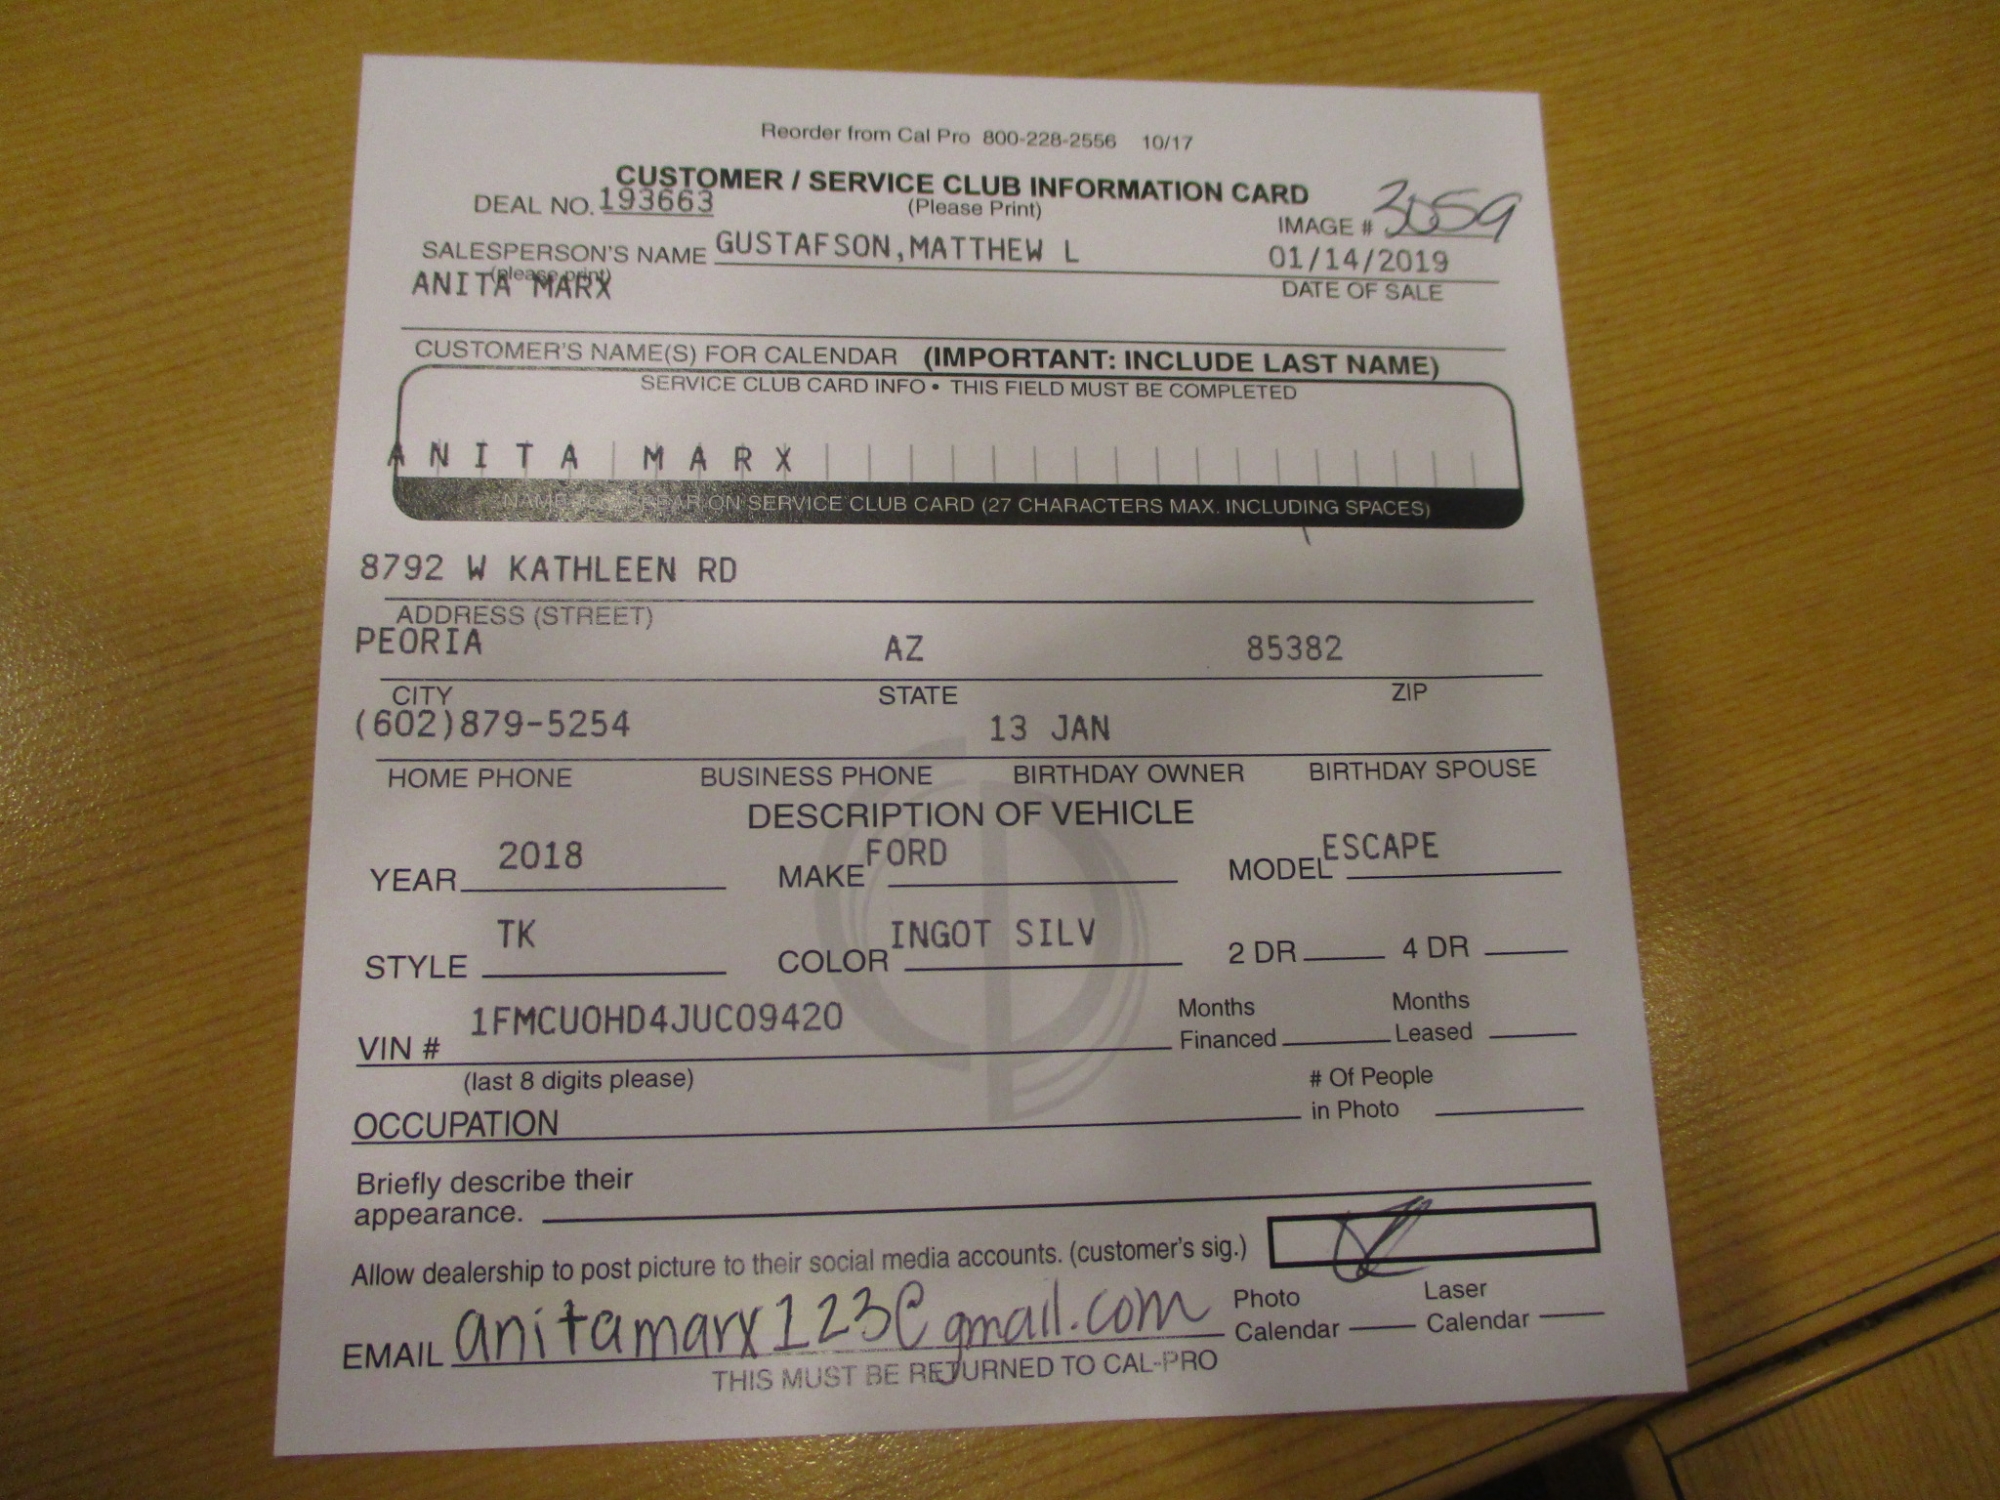 Reorder from Cal Pro 800-228-2556 10/17
CUSTOMER / SERVICE CLUB INFORMATION CARD
DEAL NO. 193663 (Please Print)
IMAGE # 3059
SALESPERSON'S NAME GUSTAFSON,MATTHEW L 01/14/2019
(please print) DATE OF SALE
ANITA MARX
CUSTOMER'S NAME(S) FOR CALENDAR (IMPORTANT: INCLUDE LAST NAME)
SERVICE CLUB CARD INFO • THIS FIELD MUST BE COMPLETED
ANITA MARX
NAME TO APPEAR ON SERVICE CLUB CARD (27 CHARACTERS MAX. INCLUDING SPACES)
8792 W KATHLEEN RD
ADDRESS (STREET)
PEORIA AZ 85382
CITY STATE ZIP
(602)879-5254 13 JAN
HOME PHONE BUSINESS PHONE BIRTHDAY OWNER BIRTHDAY SPOUSE
DESCRIPTION OF VEHICLE
YEAR 2018 MAKE FORD MODEL ESCAPE
STYLE TK COLOR INGOT SILV 2 DR 4 DR
VIN # 1FMCU0HD4JUC09420 Months Financed Months Leased
(last 8 digits please)
OCCUPATION # Of People in Photo
Briefly describe their
appearance.
Allow dealership to post picture to their social media accounts. (customer's sig.)
EMAIL anitamarx123@gmail.com Photo Calendar Laser Calendar
THIS MUST BE RETURNED TO CAL-PRO